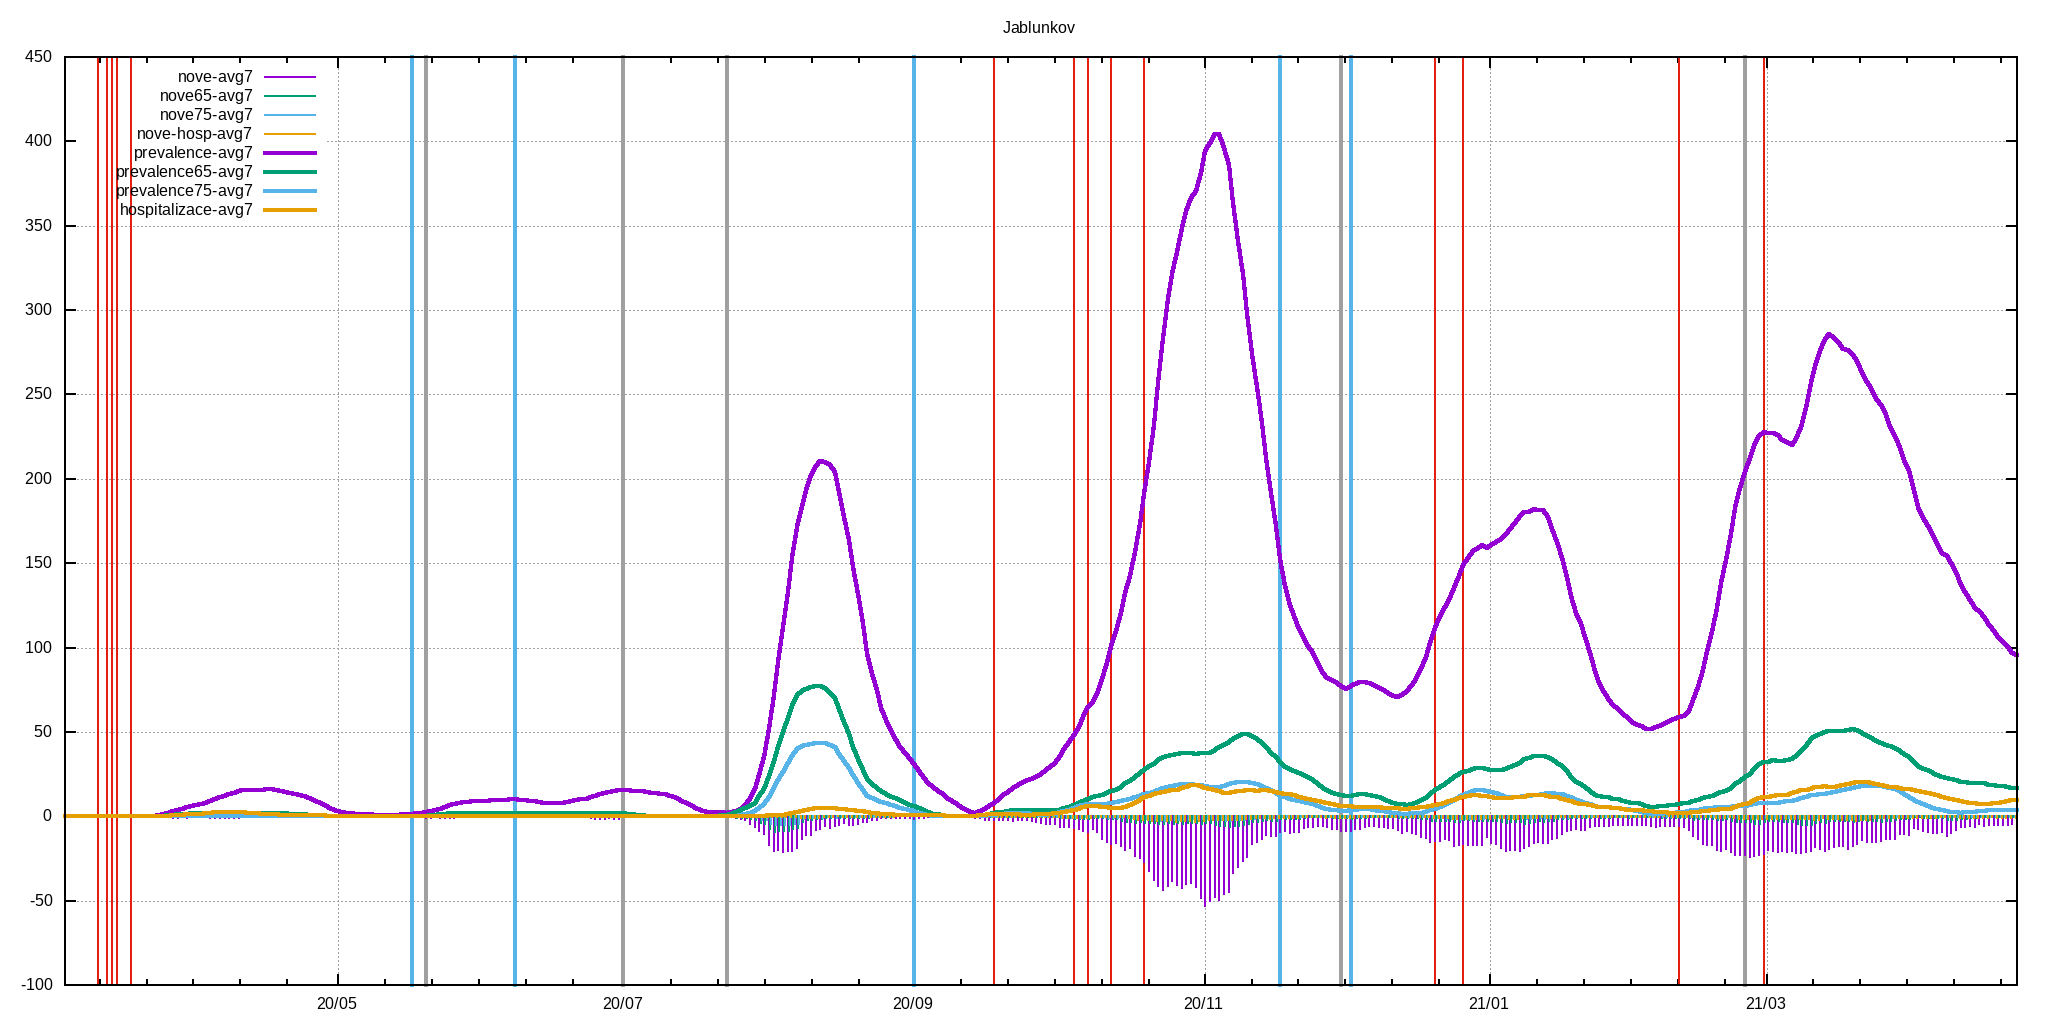 Jablunkov
450
400
350
300
250
200
150
100
50
0
-50
-100
nove-avg7
nove65-avg7
nove75-avg7
nove-hosp-avg7
prevalence-avg7
prevalence65-avg7
prevalence75-avg7
hospitalizace-avg7
20/05 20/07 20/09 20/11 21/01 21/03